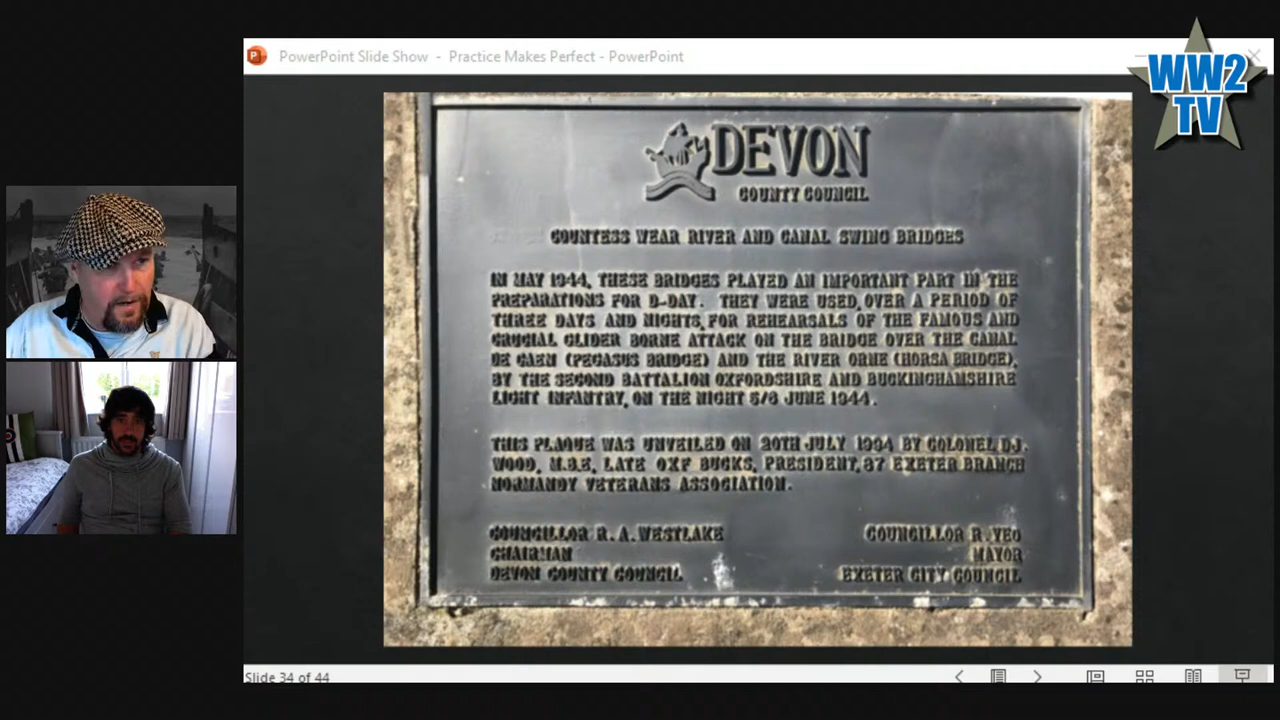 PowerPoint Slide Show - Practice Makes Perfect - PowerPoint
WW2
TV
DEVON
COUNTY COUNCIL
COUNTESS WEAR RIVER AND CANAL SWING BRIDGES
IN MAY 1944, THESE BRIDGES PLAYED AN IMPORTANT PART IN THE
PREPARATIONS FOR D-DAY. THEY WERE USED, OVER A PERIOD OF
THREE DAYS AND NIGHTS, FOR REHEARSALS OF THE FAMOUS AND
CRUCIAL GLIDER BORNE ATTACK ON THE BRIDGE OVER THE CANAL
DE CAEN (PEGASUS BRIDGE) AND THE RIVER ORNE (HORSA BRIDGE),
BY THE SECOND BATTALION OXFORDSHIRE AND BUCKINGHAMSHIRE
LIGHT INFANTRY, ON THE NIGHT 5/6 JUNE 1944.
THIS PLAQUE WAS UNVEILED ON 20TH JULY 1994 BY COLONEL D.J.
WOOD, M.B.E, LATE OXF BUCKS, PRESIDENT, 37 EXETER BRANCH
NORMANDY VETERANS ASSOCIATION.
COUNCILLOR R. A. WESTLAKE
CHAIRMAN
DEVON COUNTY COUNCIL
COUNCILLOR R. YEO
MAYOR
EXETER CITY COUNCIL
Slide 34 of 44